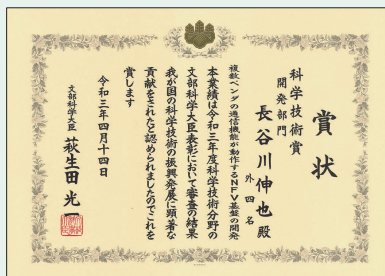 賞状
科学技術賞
開発部門
長谷川伸也殿
外四名
複数ベンダの通信機能が動作するNFV基盤の開発
本業績は令和三年度科学技術分野の
文部科学大臣表彰において審査の結果
我が国の科学技術の振興発展に顕著な
貢献をされたと認められましたのでこれを
賞します
令和三年四月十四日
文部科学大臣 萩生田光一